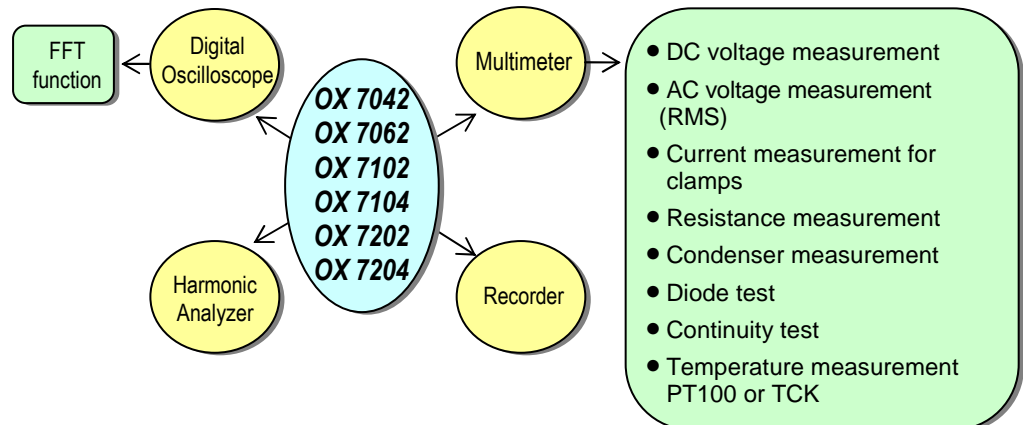 FFT
function
Digital
Oscilloscope
OX 7042
OX 7062
OX 7102
OX 7104
OX 7202
OX 7204
Multimeter
Harmonic
Analyzer
Recorder
• DC voltage measurement
• AC voltage measurement
(RMS)
• Current measurement for
clamps
• Resistance measurement
• Condenser measurement
• Diode test
• Continuity test
• Temperature measurement
PT100 or TCK